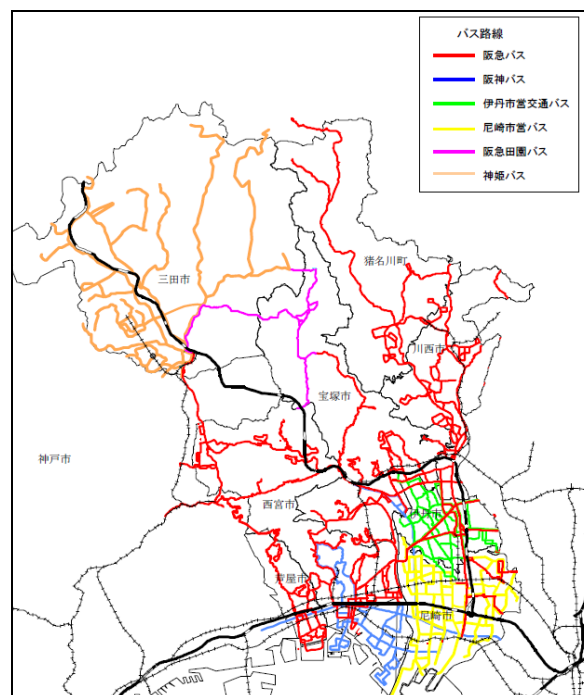 バス路線
阪急バス
阪神バス
伊丹市営交通バス
尼崎市営バス
阪急田園バス
神姫バス
猪名川町
三田市
川西市
宝塚市
神戸市
西宮市
伊丹市
芦屋市
尼崎市